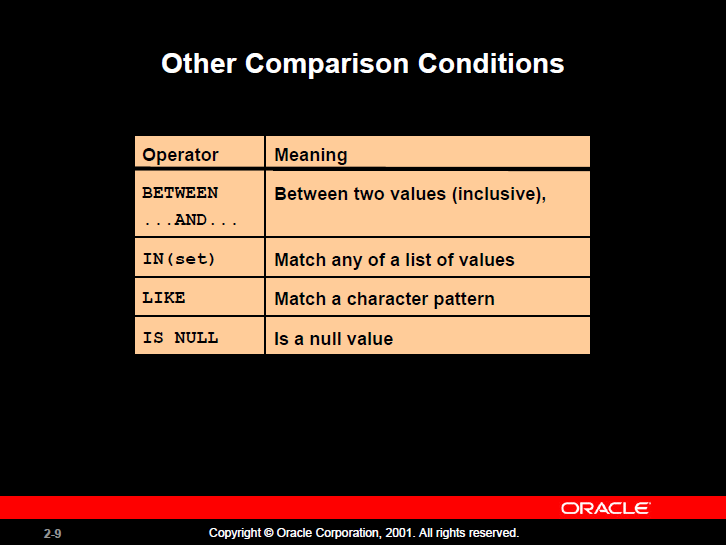 Other Comparison Conditions
Operator Meaning
BETWEEN Between two values (inclusive),
...AND...
IN(set) Match any of a list of values
LIKE Match a character pattern
IS NULL Is a null value
ORACLE
2-9 Copyright © Oracle Corporation, 2001. All rights reserved.